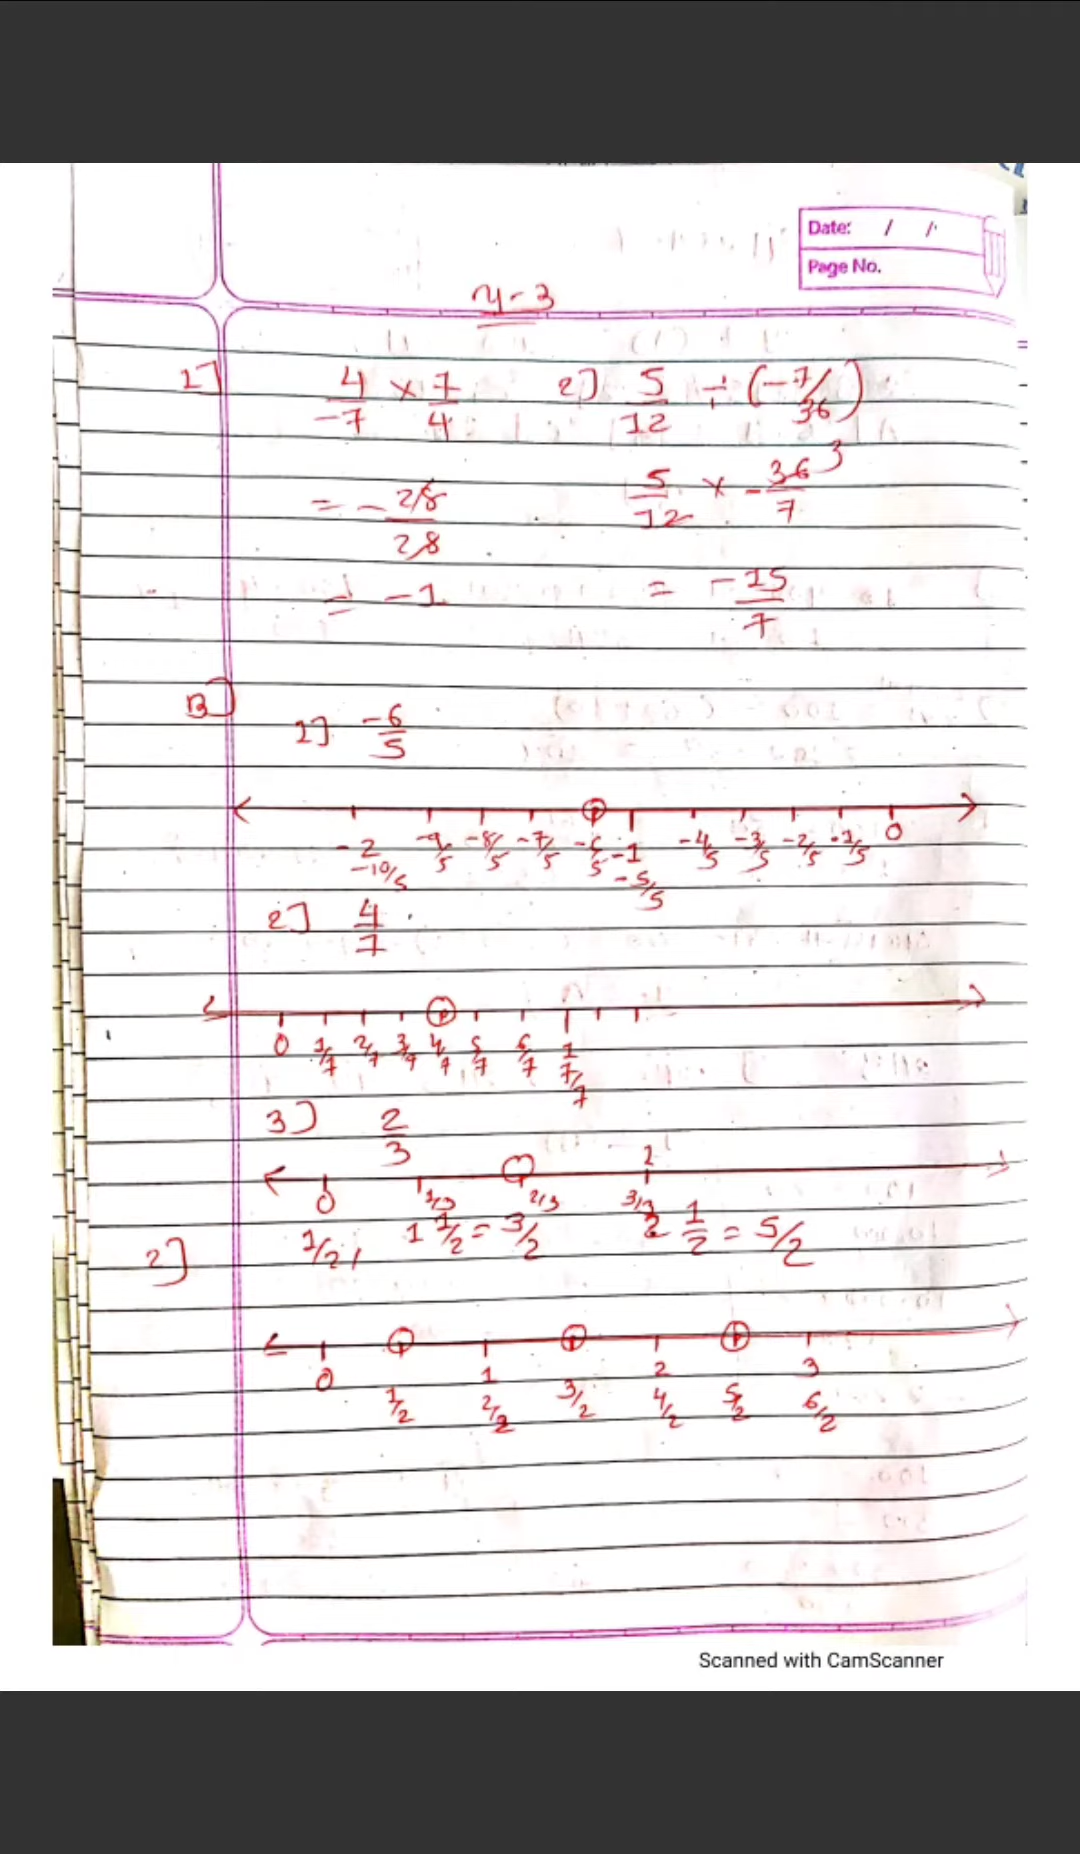 Date: / /
Page No.
4-3
1] 4/-7 × 7/4 2] 5/12 ÷ (-7/36)
= -28/28 5/12 × -36/7 3
= -1 = -15/7
B]
1] -6/5
-2 -9/5 -8/5 -7/5 P -6/5 -1 -4/5 -3/5 -2/5 -1/5 0
-10/5 -5/5
2] 4/7
0 1/7 2/7 3/7 P 4/7 5/7 6/7 1
7/7
3] 2/3
0 1/3 2/3 3/3 1
2] 1/2, 1 1/2 = 3/2 2 1/2 = 5/2
P P P
0 1 2 3
1/2 2/2 3/2 4/2 5/2 6/2
Scanned with CamScanner